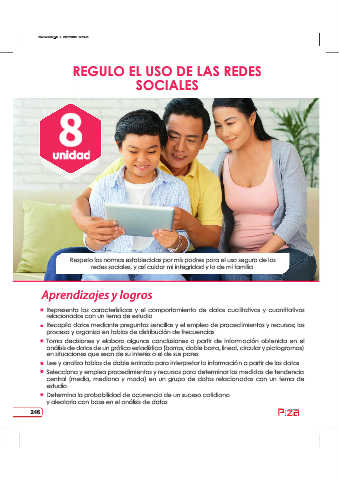 REGULO EL USO DE LAS REDES
SOCIALES
8
unidad
Respeto las normas establecidas por mis padres para el uso seguro de las
redes sociales, y así cuidar mi integridad y la de mi familia
Aprendizajes y logros
Representa las características y el comportamiento de datos cualitativos y cuantitativos
relacionados con un tema de estudio
Recopila datos mediante preguntas sencillas y el empleo de procedimientos y recursos; los
procesa y organiza en tablas de distribución de frecuencias
Toma decisiones y elabora algunas conclusiones a partir de información obtenida en el
análisis de datos de un gráfico estadístico (barras, doble barra, lineal, circular y pictogramas)
en situaciones que sean de su interés o el de sus pares
Lee y analiza tablas de doble entrada para interpretar la información a partir de los datos
Selecciona y emplea procedimientos y recursos para determinar las medidas de tendencia
central (media, mediana y moda) en un grupo de datos relacionados con un tema de
estudio
Determina la probabilidad de ocurrencia de un suceso cotidiano
y aleatorio con base en el análisis de datos
246